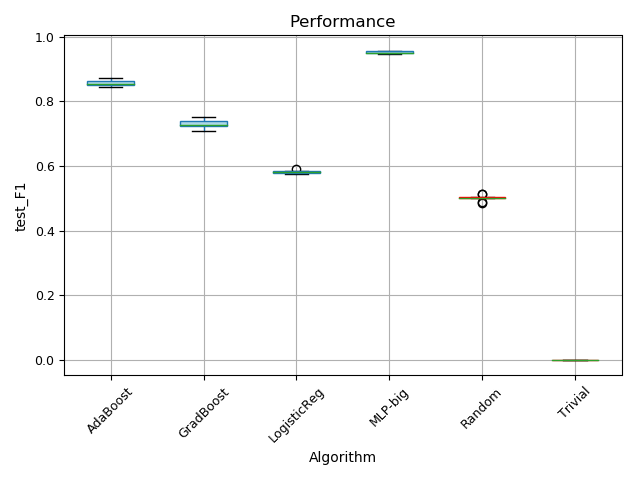 Performance
1.0
0.8
0.6
0.4
0.2
0.0
test_F1
AdaBoost
GradBoost
LogisticReg
MLP-big
Random
Trivial
Algorithm